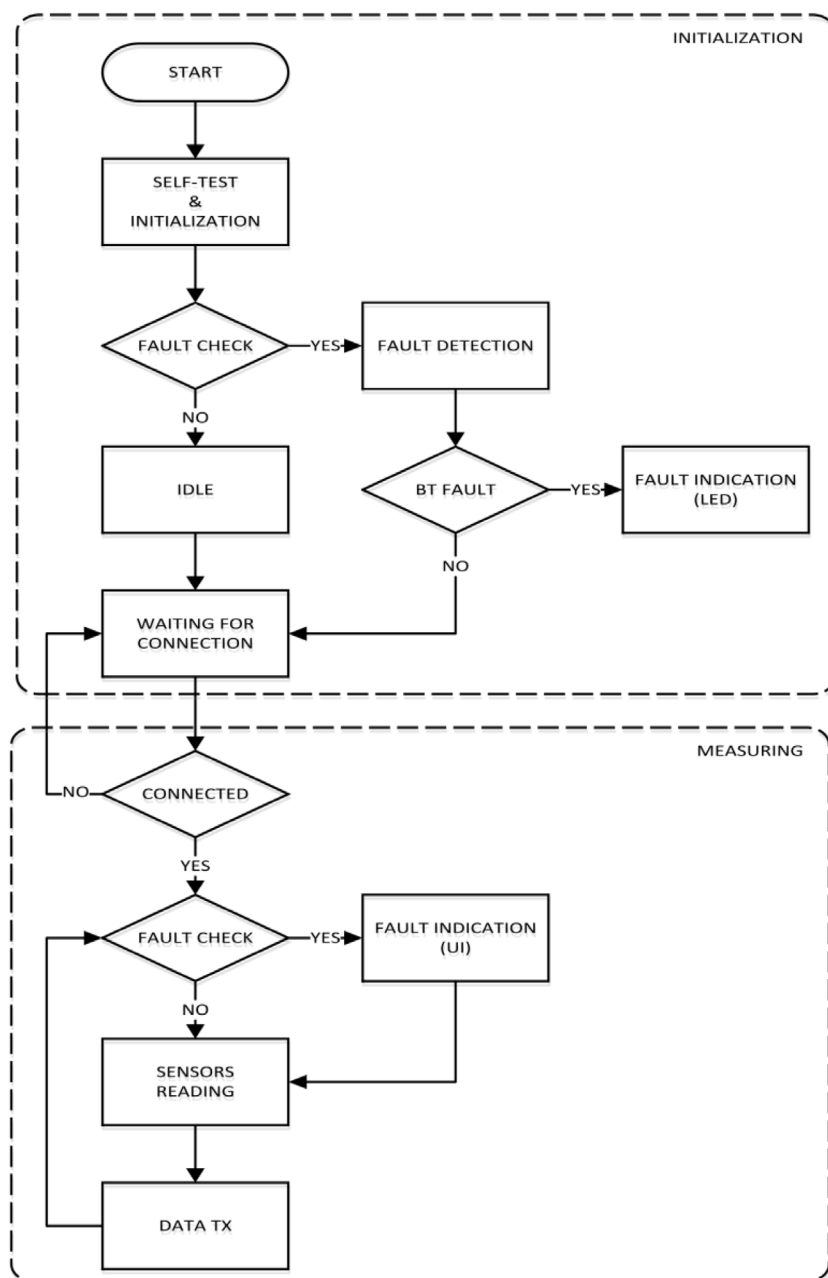 INITIALIZATION
START
SELF-TEST
&
INITIALIZATION
FAULT CHECK
YES
FAULT DETECTION
NO
IDLE
BT FAULT
YES
FAULT INDICATION
(LED)
NO
WAITING FOR
CONNECTION
MEASURING
CONNECTED
NO
YES
FAULT CHECK
YES
FAULT INDICATION
(UI)
NO
SENSORS
READING
DATA TX